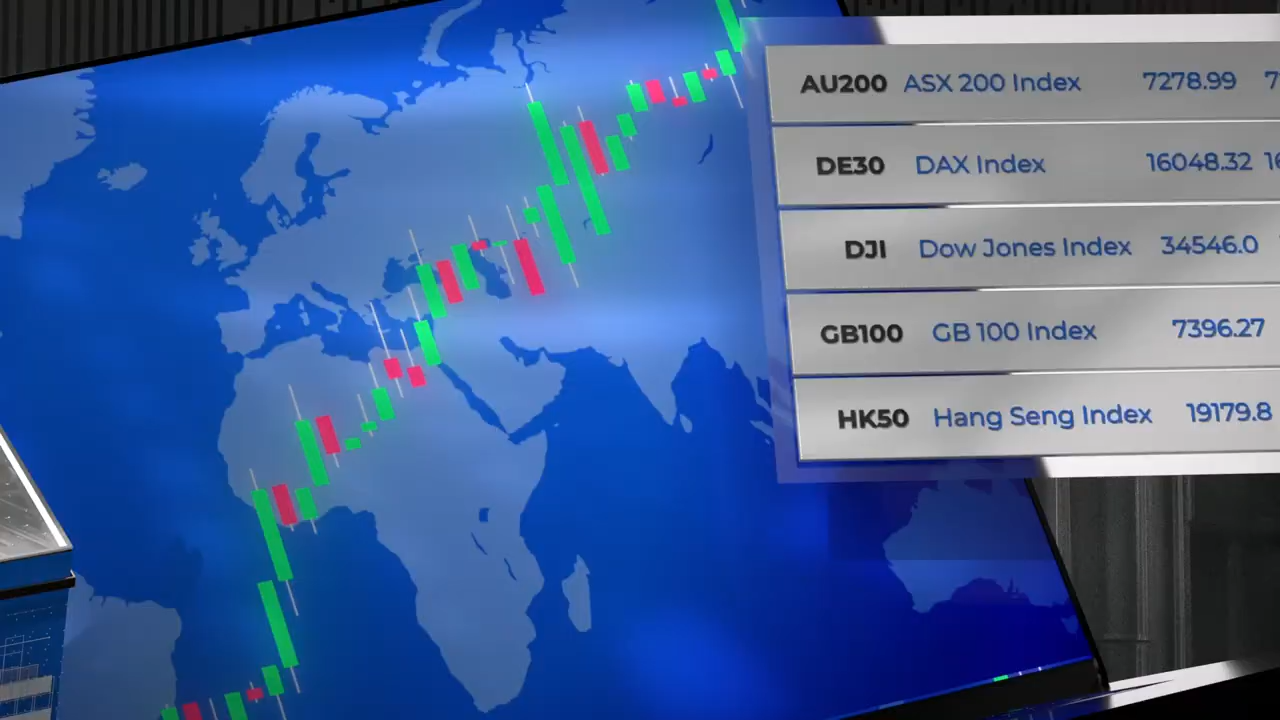 AU200 ASX 200 Index 7278.99
DE30 DAX Index 16048.32
DJI Dow Jones Index 34546.0
GB100 GB 100 Index 7396.27
HK50 Hang Seng Index 19179.8